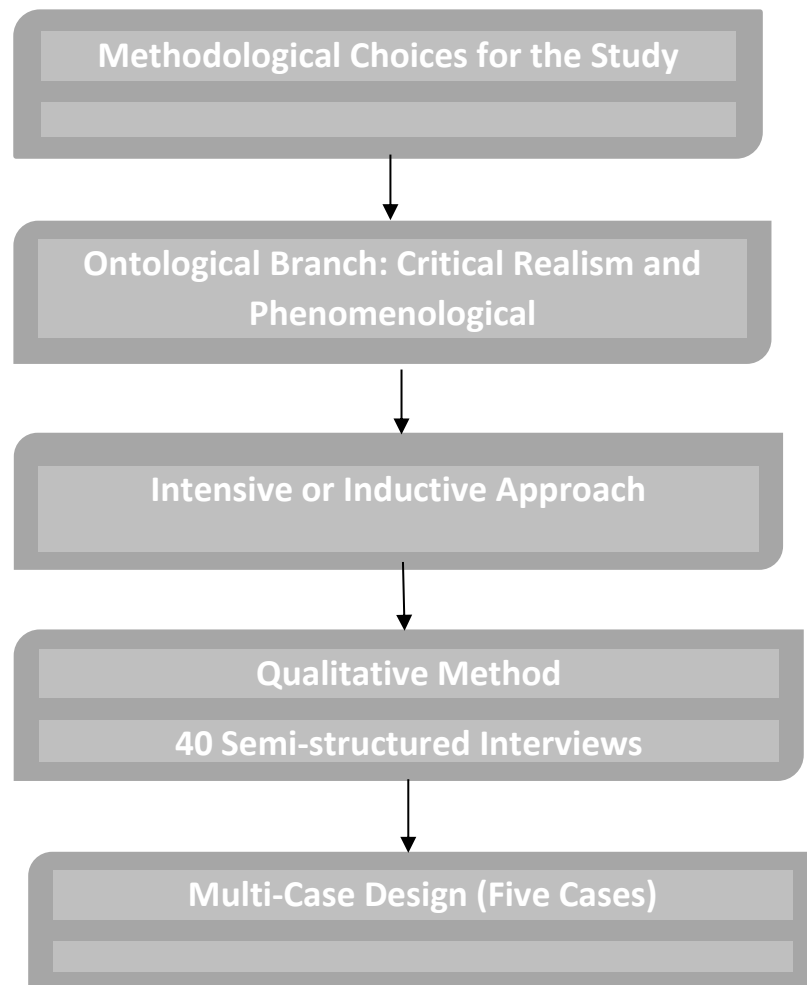 Methodological Choices for the Study
Ontological Branch: Critical Realism and
Phenomenological
Intensive or Inductive Approach
Qualitative Method
40 Semi-structured Interviews
Multi-Case Design (Five Cases)